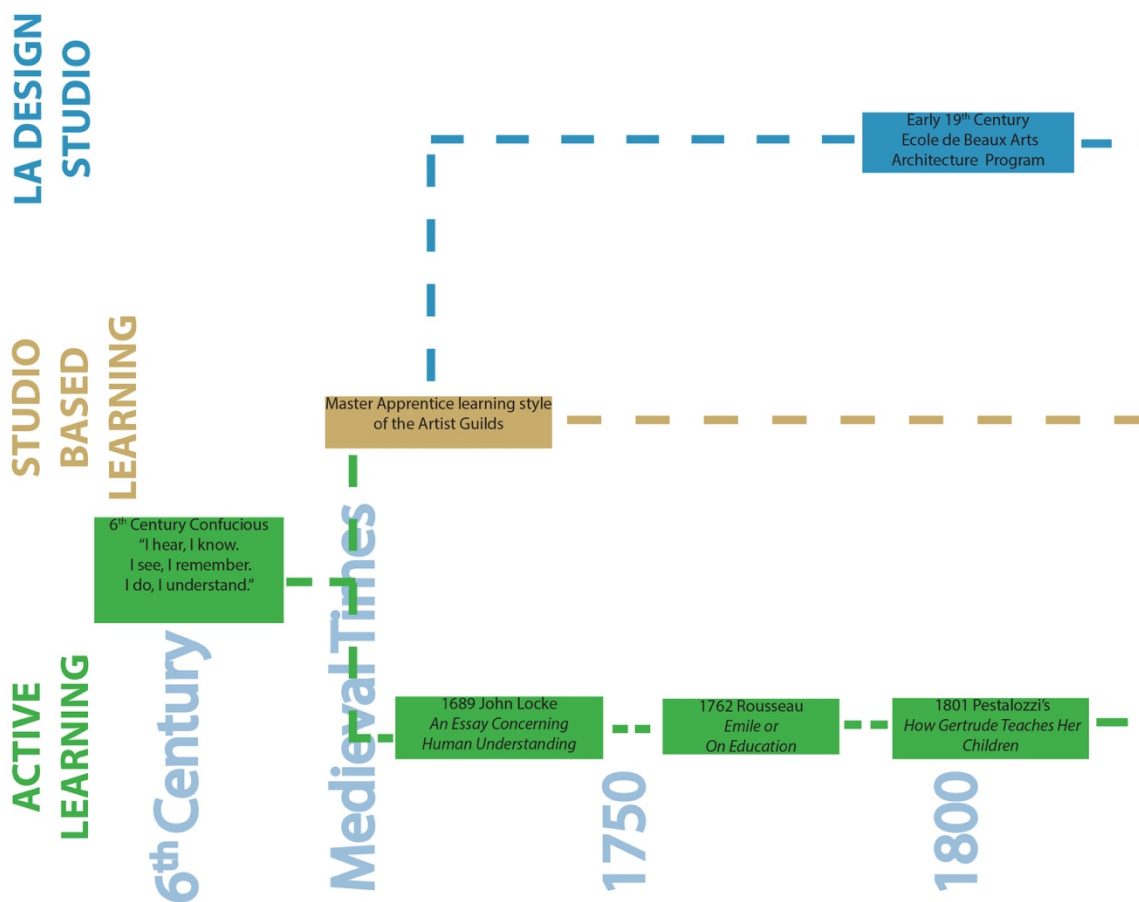 LA DESIGN
STUDIO
Early 19th Century
Ecole de Beaux Arts
Architecture Program
STUDIO
BASED
LEARNING
Master Apprentice learning style
of the Artist Guilds
6th Century Confucious
“I hear, I know.
I see, I remember.
I do, I understand.”
ACTIVE
LEARNING
1689 John Locke
An Essay Concerning
Human Understanding
1762 Rousseau
Emile or
On Education
1801 Pestalozzi's
How Gertrude Teaches Her
Children
6th Century
Medieval Times
1750
1800